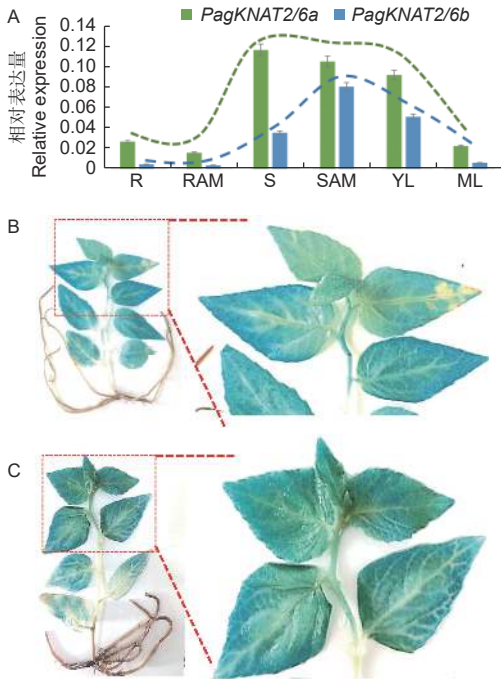 A
PagKNAT2/6a PagKNAT2/6b
相对表达量
Relative expression
0.14
0.12
0.10
0.08
0.06
0.04
0.02
0
R RAM S SAM YL ML
B
C